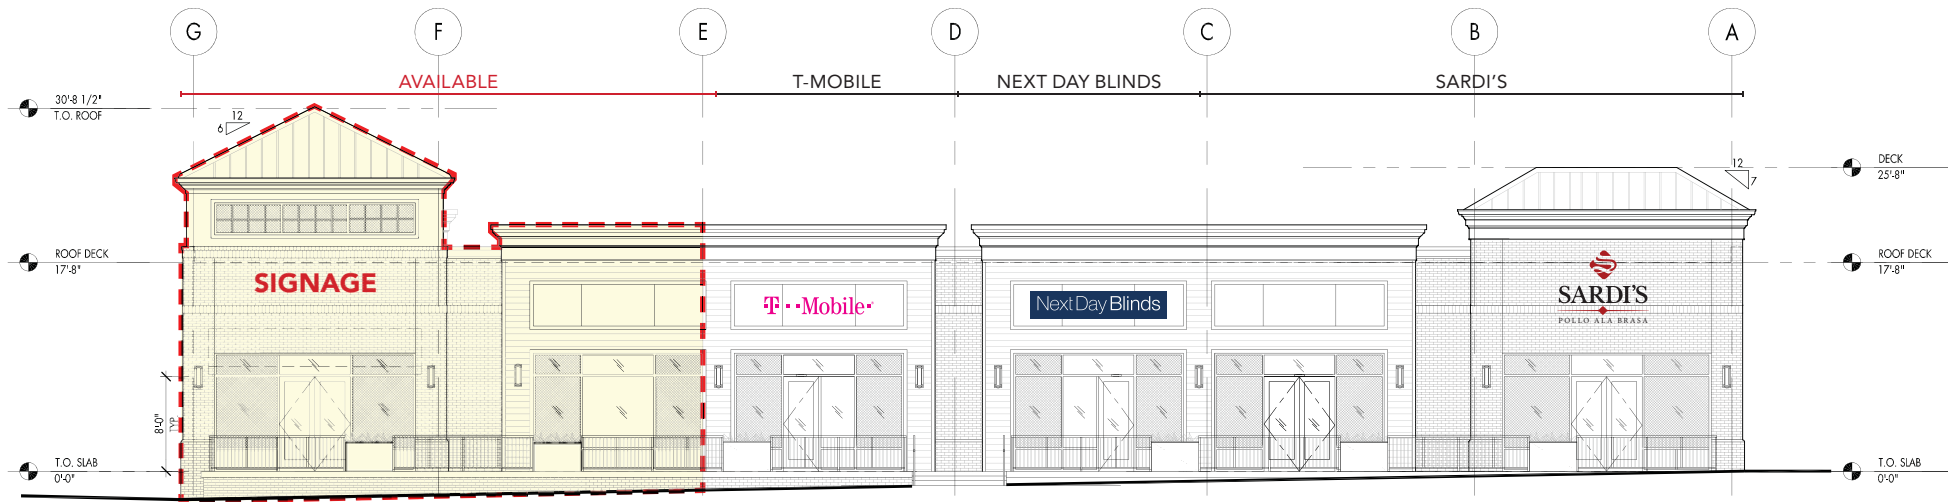 G F E D C B A
AVAILABLE T-MOBILE NEXT DAY BLINDS SARDI'S
30'-8 1/2"
T.O. ROOF
12
6
DECK
25'-8"
12
7
ROOF DECK
17'-8"
SIGNAGE
T··Mobile·
NextDayBlinds
SARDI'S
POLLO ALA BRASA
ROOF DECK
17'-8"
8'-0"
TYP
T.O. SLAB
0'-0"
T.O. SLAB
0'-0"